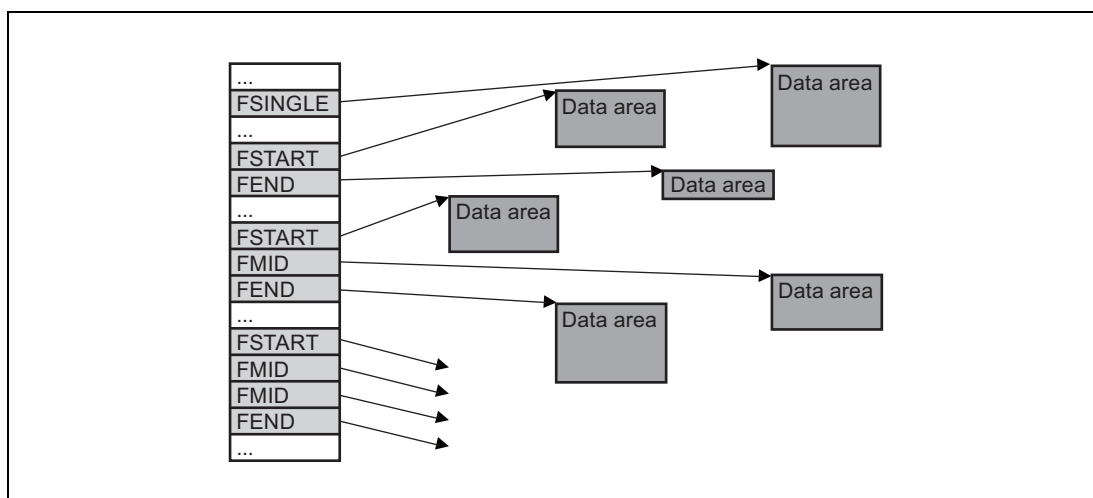 ...
FSINGLE
...
FSTART
FEND
...
FSTART
FMID
FEND
...
FSTART
FMID
FMID
FEND
...
Data area
Data area
Data area
Data area
Data area
Data area